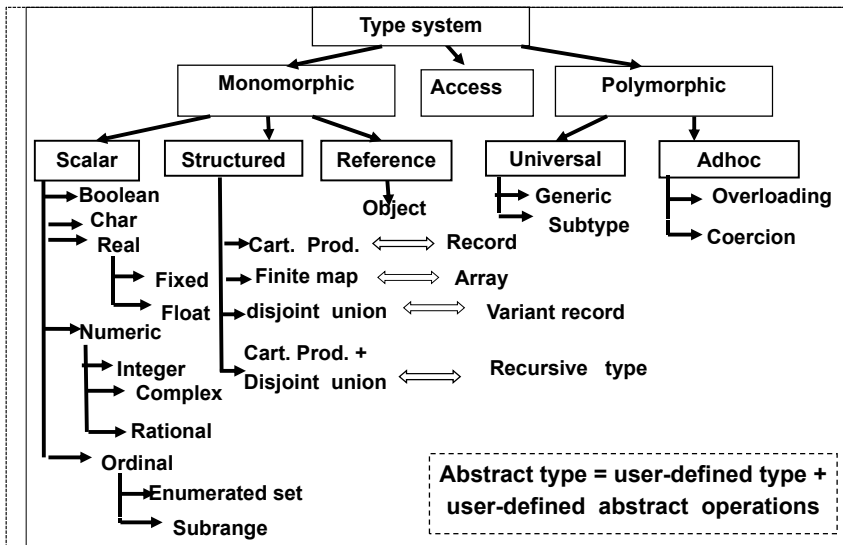 Type system
Monomorphic
Access
Polymorphic
Scalar
Structured
Reference
Universal
Adhoc
Boolean
Char
Real
Fixed
Float
Numeric
Integer
Complex
Rational
Ordinal
Enumerated set
Subrange
Object
Cart. Prod.
Record
Finite map
Array
disjoint union
Variant record
Cart. Prod. +
Disjoint union
Recursive type
Generic
Subtype
Overloading
Coercion
Abstract type = user-defined type +
user-defined abstract operations